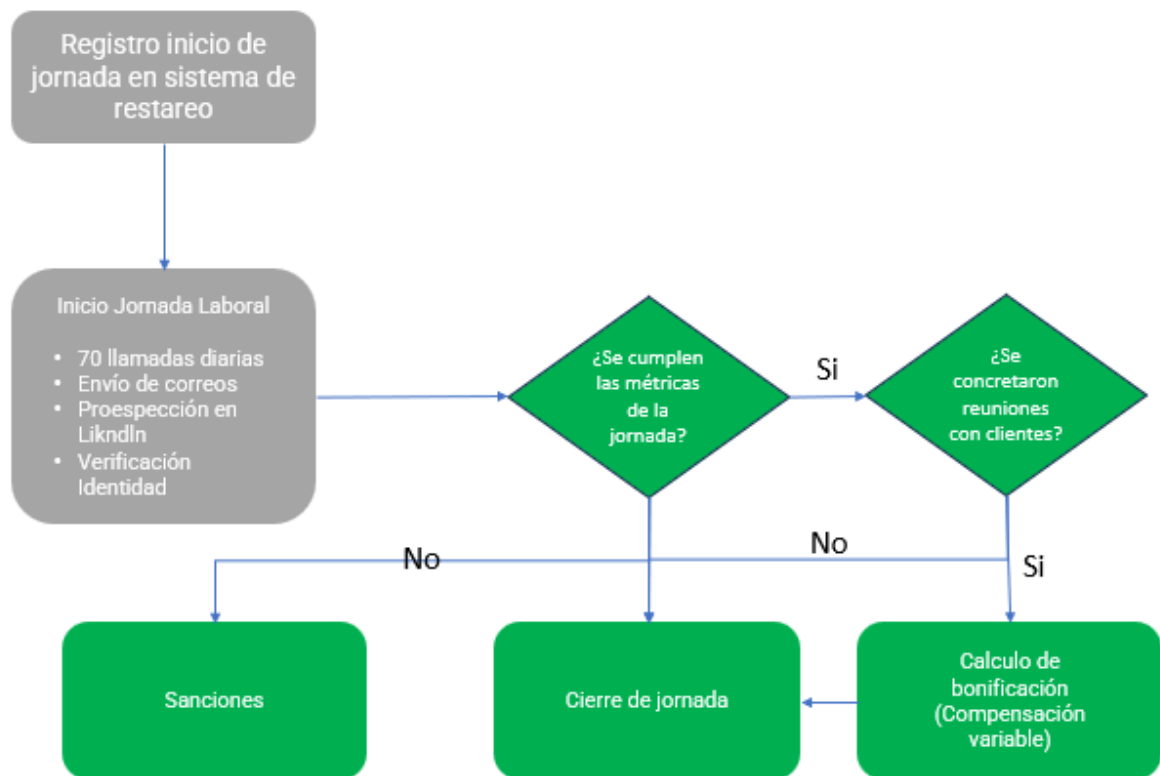 Registro inicio de
jornada en sistema de
restareo
Inicio Jornada Laboral
• 70 llamadas diarias
• Envío de correos
• Proespección en
Likndln
• Verificación
Identidad
¿Se cumplen
las métricas
de la
jornada?
Si
¿Se
concretaron
reuniones
con clientes?
No
No
Si
Sanciones
Cierre de jornada
Calculo de
bonificación
(Compensación
variable)